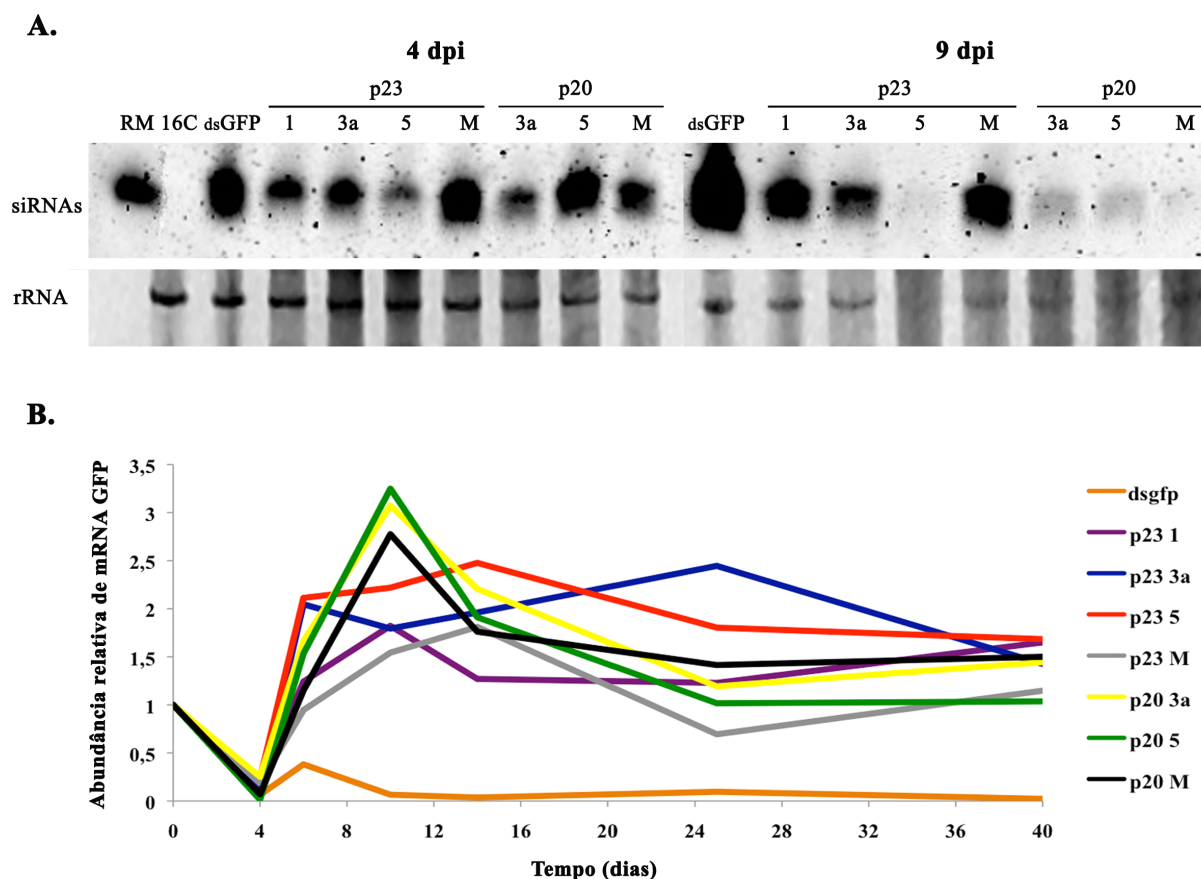 A.
4 dpi 9 dpi
p23 p20 p23 p20
RM 16C dsGFP 1 3a 5 M 3a 5 M dsGFP 1 3a 5 M 3a 5 M
siRNAs
rRNA
B.
Abundância relativa de mRNA GFP
3,5
3
2,5
2
1,5
1
0,5
0
0 4 8 12 16 20 24 28 32 36 40
Tempo (dias)
dsgfp
p23 1
p23 3a
p23 5
p23 M
p20 3a
p20 5
p20 M